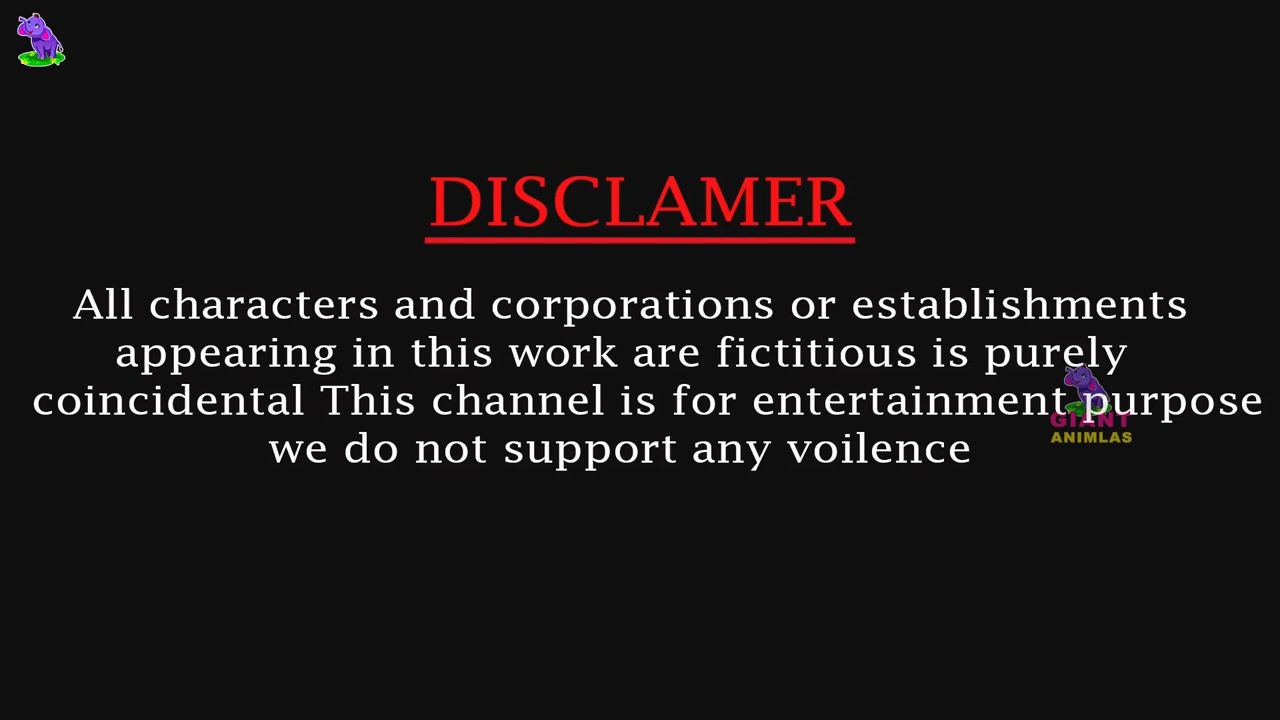 DISCLAMER
All characters and corporations or establishments
appearing in this work are fictitious is purely
coincidental This channel is for entertainment purpose
GIANT
ANIMLAS
we do not support any voilence